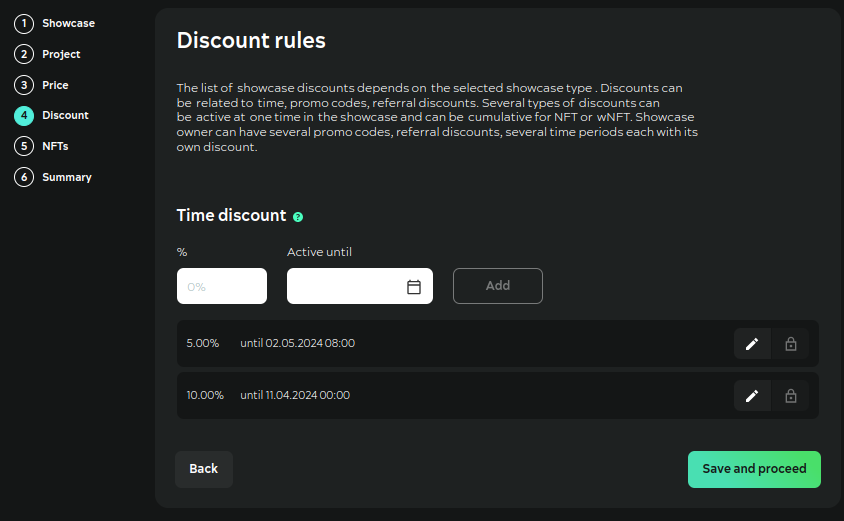 1 Showcase
2 Project
3 Price
4 Discount
5 NFTs
6 Summary
Discount rules
The list of showcase discounts depends on the selected showcase type . Discounts can
be related to time, promo codes, referral discounts. Several types of discounts can
be active at one time in the showcase and can be cumulative for NFT or wNFT. Showcase
owner can have several promo codes, referral discounts, several time periods each with its
own discount.
Time discount ?
% Active until
0% Add
5.00% until 02.05.2024 08:00
10.00% until 11.04.2024 00:00
Back Save and proceed